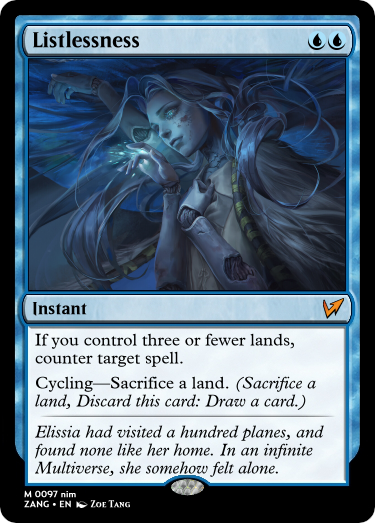 Listlessness
Instant
If you control three or fewer lands,
counter target spell.
Cycling—Sacrifice a land. (Sacrifice a
land, Discard this card: Draw a card.)
Elissia had visited a hundred planes, and
found none like her home. In an infinite
Multiverse, she somehow felt alone.
M 0097 nim
ZANG • EN Zoe Tang